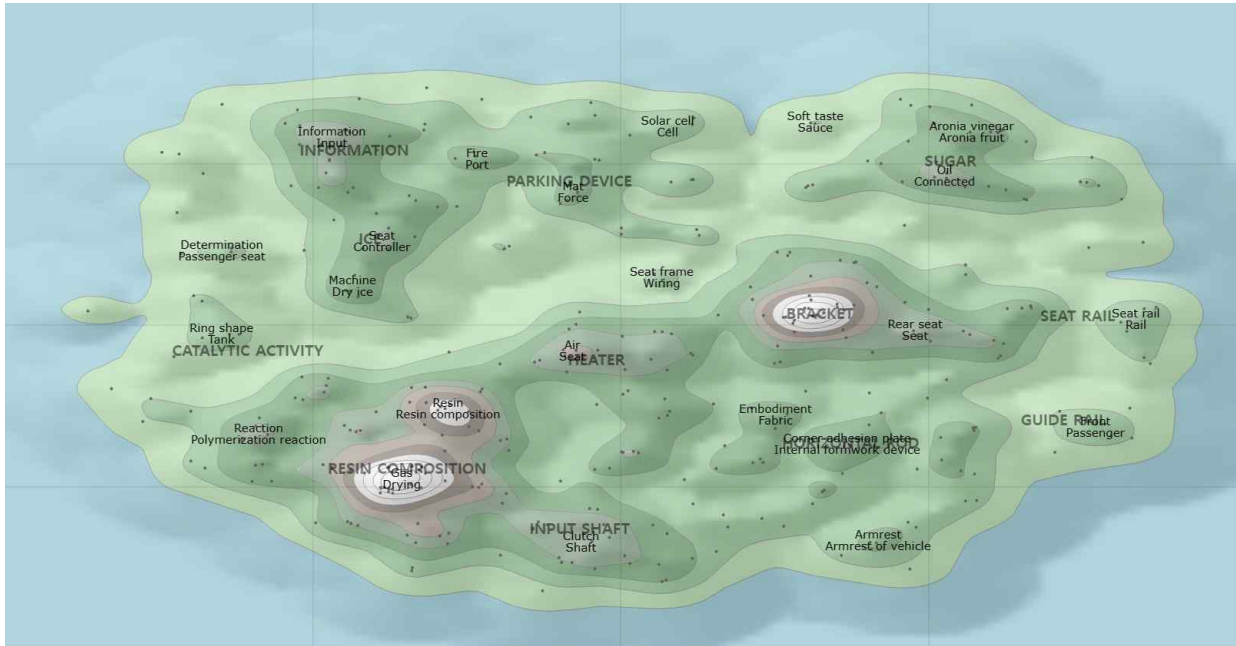 Solar cell
Cell
Soft taste
Sauce
Information
Input
INFORMATION
Aronia vinegar
Aronia fruit
Fire
Port
SUGAR
Oil
Connected
PARKING DEVICE
Mat
Force
ICE
Seat
Controller
Determination
Passenger seat
Seat frame
Wiring
Machine
Dry ice
BRACKET
SEAT RAIL
Seat rail
Rail
Rear seat
Seat
Ring shape
Tank
CATALYTIC ACTIVITY
Air
Seat
HEATER
Resin
Resin composition
Embodiment
Fabric
GUIDE RAIL
Front
Passenger
Reaction
Polymerization reaction
Corner-adhesion plate
HORIZONTAL ROD
Internal formwork device
RESIN COMPOSITION
Gas
Drying
INPUT SHAFT
Clutch
Shaft
Armrest
Armrest of vehicle